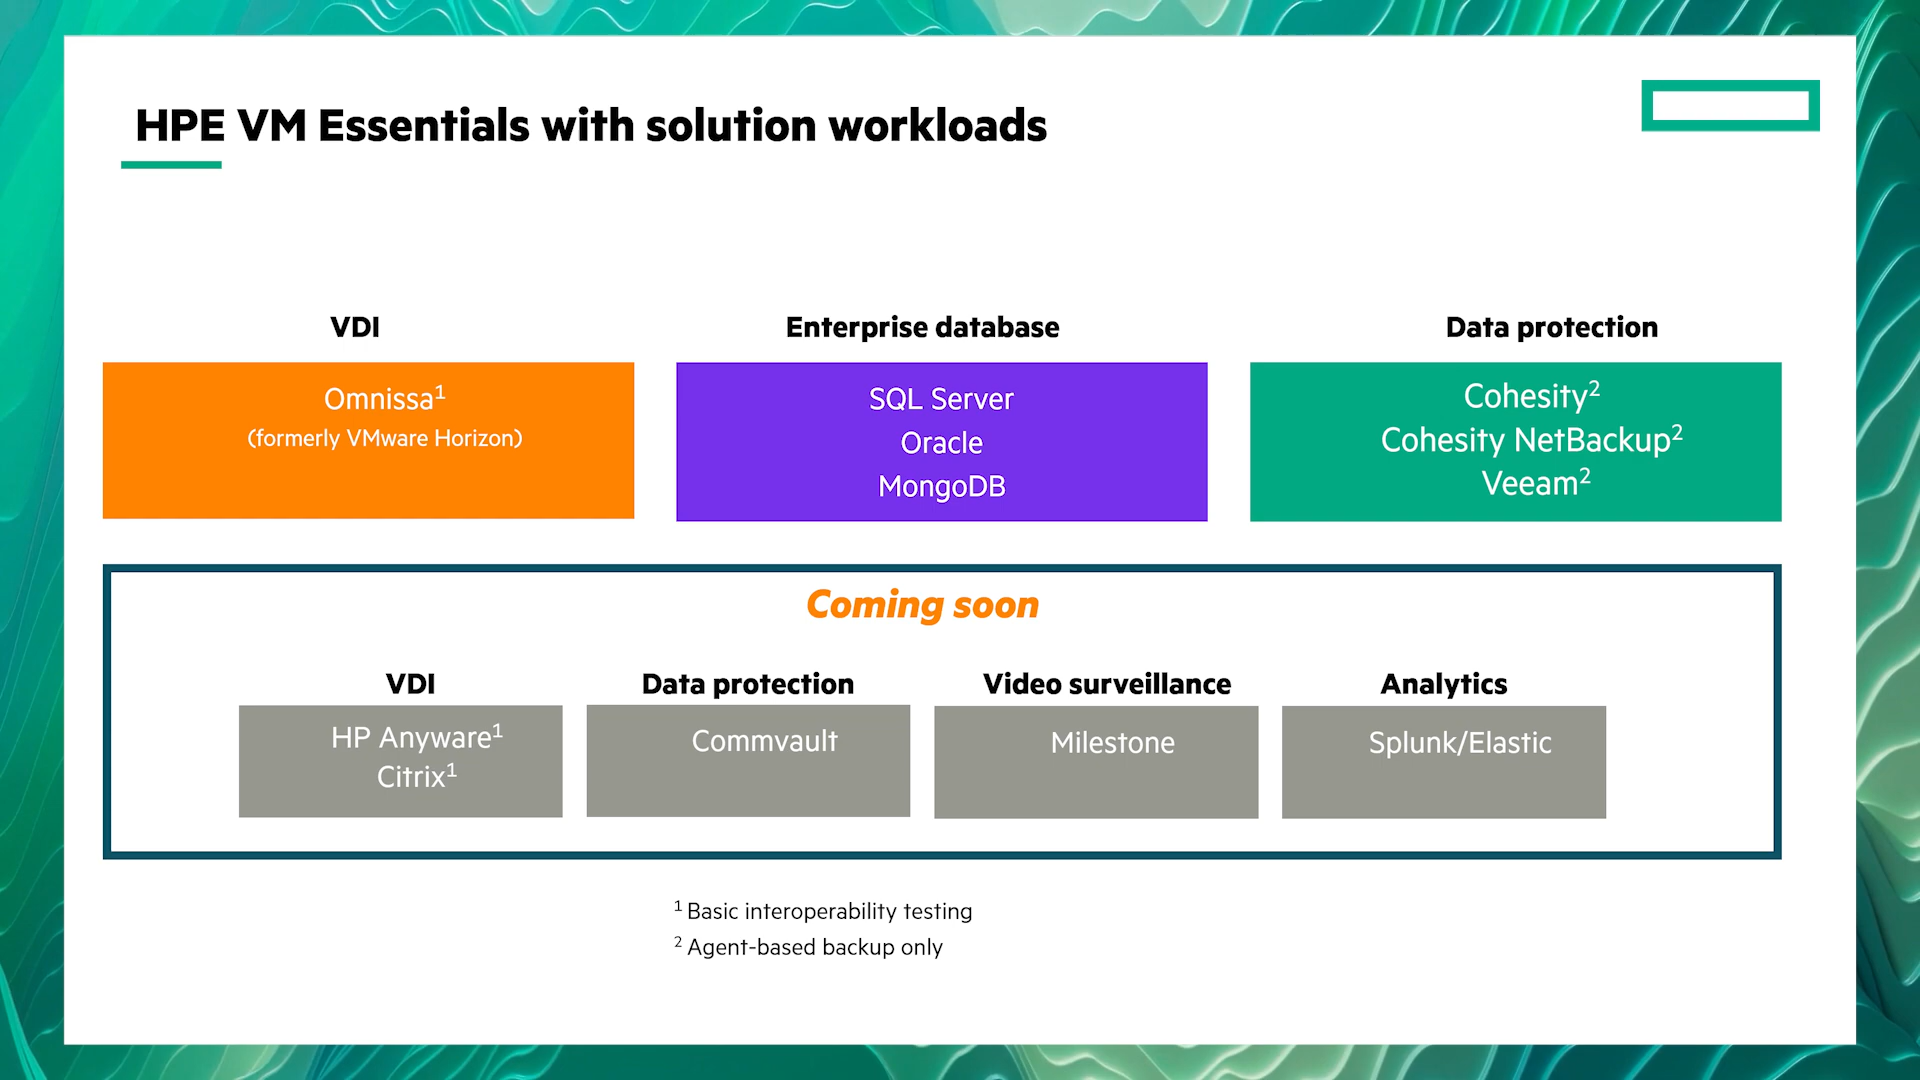 HPE VM Essentials with solution workloads
VDI
Omnissa¹
(formerly VMware Horizon)
Enterprise database
SQL Server
Oracle
MongoDB
Data protection
Cohesity²
Cohesity NetBackup²
Veeam²
Coming soon
VDI
HP Anyware¹
Citrix¹
Data protection
Commvault
Video surveillance
Milestone
Analytics
Splunk/Elastic
¹ Basic interoperability testing
² Agent-based backup only